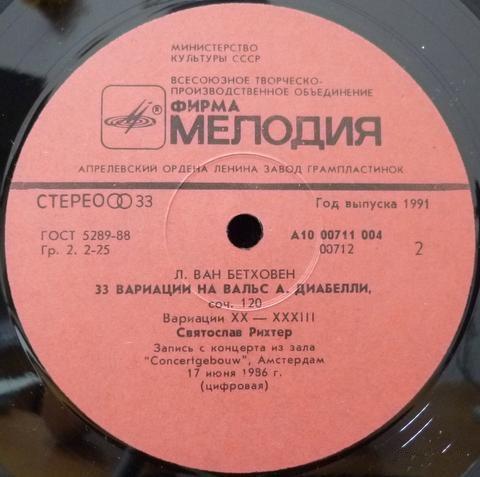 МИНИСТЕРСТВО
КУЛЬТУРЫ СССР
ВСЕСОЮЗНОЕ ТВОРЧЕСКО-
ПРОИЗВОДСТВЕННОЕ ОБЪЕДИНЕНИЕ
®
ФИРМА
МЕЛОДИЯ
АПРЕЛЕВСКИЙ ОРДЕНА ЛЕНИНА ЗАВОД ГРАМПЛАСТИНОК
СТЕРЕО 33
Год выпуска 1991
ГОСТ 5289-88
А10 00711 004
Гр. 2. 2-25
00712
2
Л. ВАН БЕТХОВЕН
33 ВАРИАЦИИ НА ВАЛЬС А. ДИАБЕЛЛИ,
соч. 120
Вариации XX — XXXIII
Святослав Рихтер
Запись с концерта из зала
"Concertgebouw", Амстердам
17 июня 1986 г.
(цифровая)